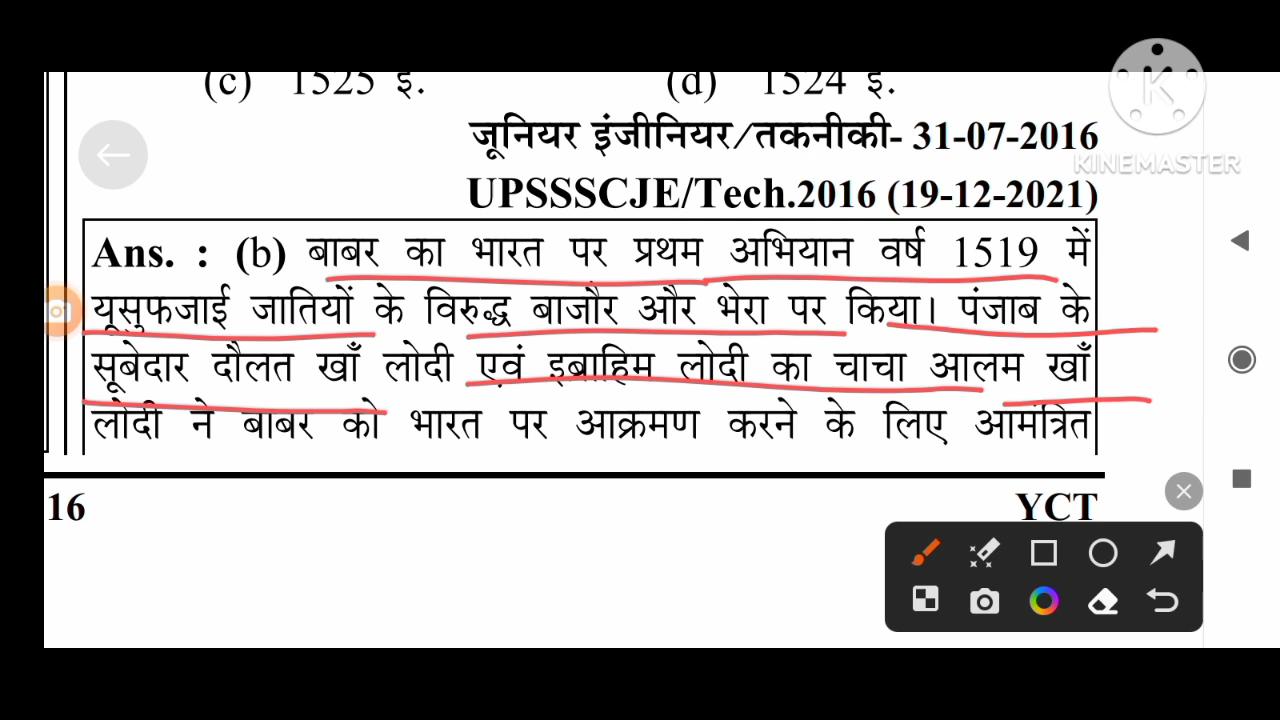 (c) 1525 ई. (d) 1524 ई.
जूनियर इंजीनियर/तकनीकी- 31-07-2016
KINEMASTER
UPSSSCJE/Tech.2016 (19-12-2021)
Ans. : (b) बाबर का भारत पर प्रथम अभियान वर्ष 1519 में
यूसुफजाई जातियों के विरुद्ध बाजौर और भेरा पर किया। पंजाब के
सूबेदार दौलत खाँ लोदी एवं इब्राहिम लोदी का चाचा आलम खाँ
लोदी ने बाबर को भारत पर आक्रमण करने के लिए आमंत्रित
16 YCT